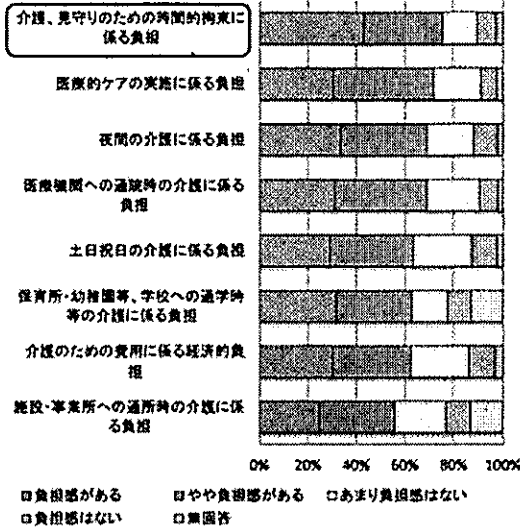 介護、見守りのための時間的拘束に
係る負担
医療的ケアの実施に係る負担
夜間の介護に係る負担
医療機関への通院時の介護に係る
負担
土日祝日の介護に係る負担
保育所・幼稚園等、学校への通学時
等の介護に係る負担
介護のための費用に係る経済的負
担
施設・事業所への通所時の介護に係
る負担
0% 20% 40% 60% 80% 100%
負担感がある やや負担感がある あまり負担感はない
負担感はない 無回答